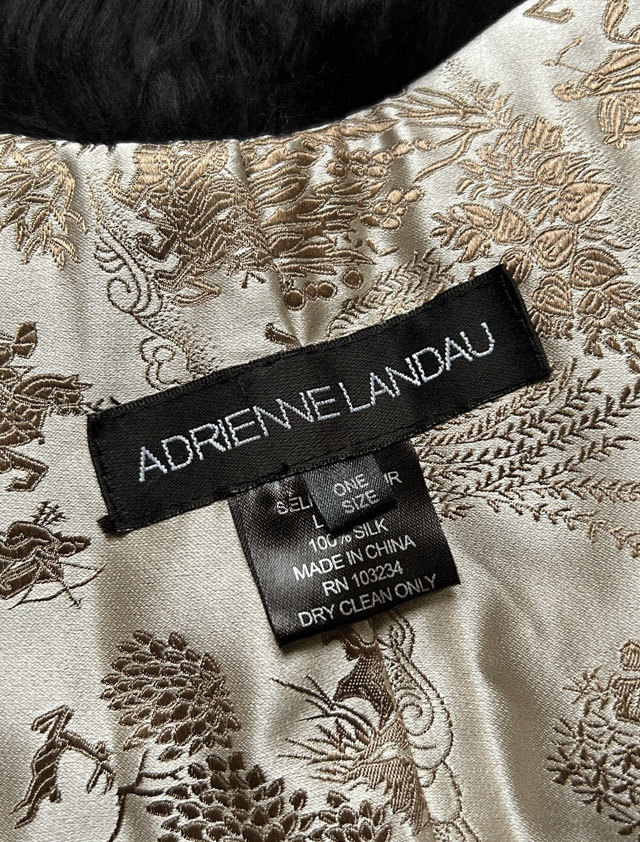 ADRIENNE LANDAU
ONE
SIZE
100% SILK
MADE IN CHINA
RN 103234
DRY CLEAN ONLY